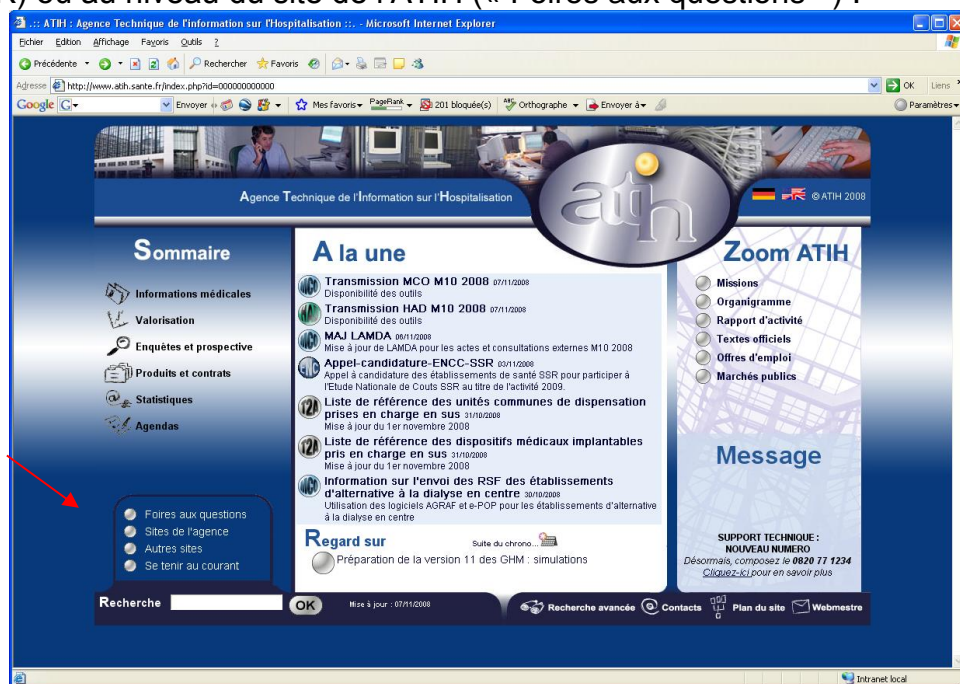 ) ou au niveau du site de l'ATIH (« Foires aux questions » ) :
.:: ATIH : Agence Technique de l'information sur l'Hospitalisation ::. - Microsoft Internet Explorer
Fichier Edition Affichage Favoris Outils ?
Précédente Rechercher Favoris
Adresse http://www.atih.sante.fr/index.php?id=000000000000 OK Liens
Google G Envoyer Mes favoris PageRank 201 bloquée(s) Orthographe Envoyer à Paramètres
atih
Agence Technique de l'Information sur l'Hospitalisation
© ATIH 2008
Sommaire
Informations médicales
Valorisation
Enquêtes et prospective
Produits et contrats
Statistiques
Agendas
Foires aux questions
Sites de l'agence
Autres sites
Se tenir au courant
A la une
Transmission MCO M10 2008 07/11/2008
Disponibilité des outils
Transmission HAD M10 2008 07/11/2008
Disponibilité des outils
MAJ LAMDA 06/11/2008
Mise à jour de LAMDA pour les actes et consultations externes M10 2008
Appel-candidature-ENCC-SSR 03/11/2008
Appel à candidature des établissements de santé SSR pour participer à
l'Etude Nationale de Couts SSR au titre de l'activité 2009.
Liste de référence des unités communes de dispensation
prises en charge en sus 31/10/2008
Mise à jour du 1er novembre 2008
Liste de référence des dispositifs médicaux implantables
pris en charge en sus 31/10/2008
Mise à jour du 1er novembre 2008
Information sur l'envoi des RSF des établissements
d'alternative à la dialyse en centre 30/10/2008
Utilisation des logiciels AGRAF et e-POP pour les établissements d'alternative
à la dialyse en centre
Regard sur Suite du chrono...
Préparation de la version 11 des GHM : simulations
Zoom ATIH
Missions
Organigramme
Rapport d'activité
Textes officiels
Offres d'emploi
Marchés publics
Message
SUPPORT TECHNIQUE :
NOUVEAU NUMERO
Désormais, composez le 0820 77 1234
Cliquez-ici pour en savoir plus
Recherche OK Mise à jour : 07/11/2008 Recherche avancée Contacts Plan du site Webmestre
Intranet local